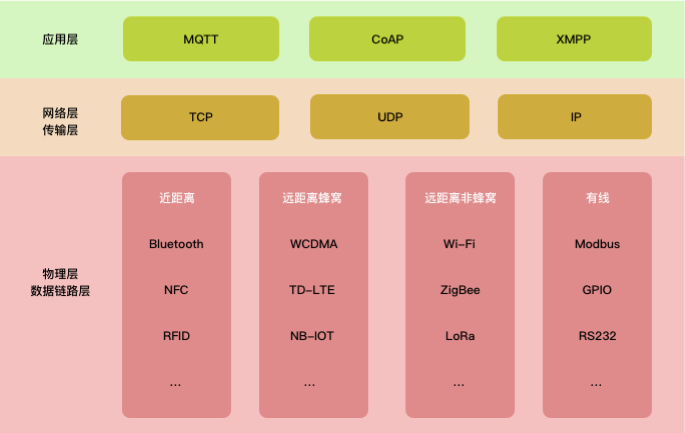 应用层
MQTT
CoAP
XMPP
网络层
传输层
TCP
UDP
IP
物理层
数据链路层
近距离
Bluetooth
NFC
RFID
...
远距离蜂窝
WCDMA
TD-LTE
NB-IOT
...
远距离非蜂窝
Wi-Fi
ZigBee
LoRa
...
有线
Modbus
GPIO
RS232
...